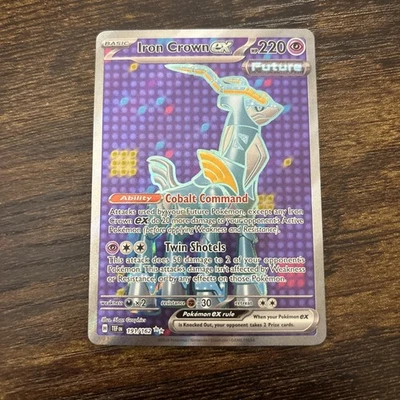 BASIC Iron Crown ex HP 220
Future
Ability Cobalt Command
Attacks used by your Future Pokémon, except any Iron
Crown ex, do 20 more damage to your opponent's Active
Pokémon (before applying Weakness and Resistance).
Twin Shotels
This attack does 50 damage to 2 of your opponent's
Pokémon. This attack's damage isn't affected by Weakness
or Resistance, or by any effects on those Pokémon.
weakness ×2 resistance 30 retreat
Illus. Graphics
TEF EN 191/162
Pokémon ex rule
When your Pokémon ex
is Knocked Out, your opponent takes 2 Prize cards.